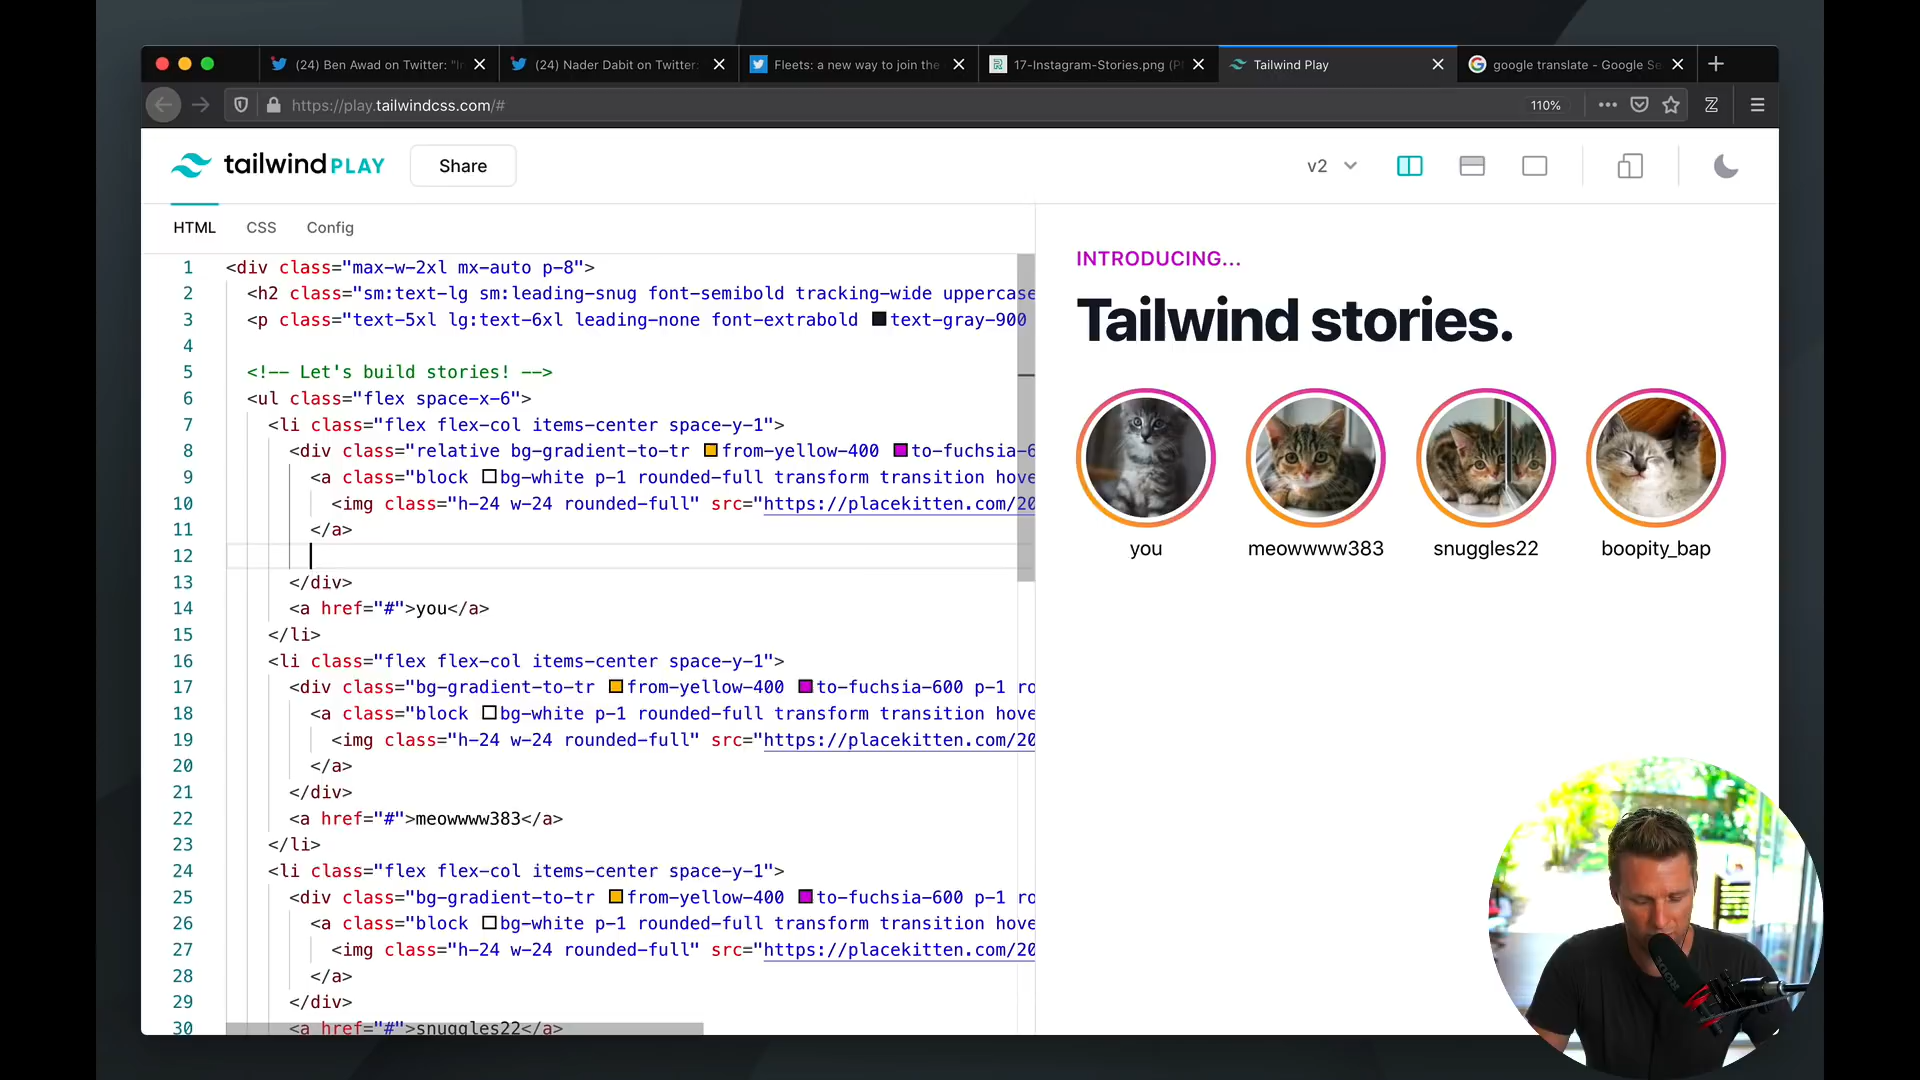 (24) Ben Awad on Twitter: "In
(24) Nader Dabit on Twitter:
Fleets: a new way to join the
17-Instagram-Stories.png (P
Tailwind Play
google translate - Google Se
https://play.tailwindcss.com/#
110%
tailwind PLAY
Share
v2
HTML
CSS
Config
1 <div class="max-w-2xl mx-auto p-8">
2 <h2 class="sm:text-lg sm:leading-snug font-semibold tracking-wide uppercase
3 <p class="text-5xl lg:text-6xl leading-none font-extrabold text-gray-900
4
5 <!-- Let's build stories! -->
6 <ul class="flex space-x-6">
7 <li class="flex flex-col items-center space-y-1">
8 <div class="relative bg-gradient-to-tr from-yellow-400 to-fuchsia-6
9 <a class="block bg-white p-1 rounded-full transform transition hove
10 <img class="h-24 w-24 rounded-full" src="https://placekitten.com/20
11 </a>
12
13 </div>
14 <a href="#">you</a>
15 </li>
16 <li class="flex flex-col items-center space-y-1">
17 <div class="bg-gradient-to-tr from-yellow-400 to-fuchsia-600 p-1 ro
18 <a class="block bg-white p-1 rounded-full transform transition hove
19 <img class="h-24 w-24 rounded-full" src="https://placekitten.com/20
20 </a>
21 </div>
22 <a href="#">meowwww383</a>
23 </li>
24 <li class="flex flex-col items-center space-y-1">
25 <div class="bg-gradient-to-tr from-yellow-400 to-fuchsia-600 p-1 ro
26 <a class="block bg-white p-1 rounded-full transform transition hove
27 <img class="h-24 w-24 rounded-full" src="https://placekitten.com/20
28 </a>
29 </div>
30 <a href="#">snuggles22</a>
INTRODUCING...
Tailwind stories.
you
meowwww383
snuggles22
boopity_bap